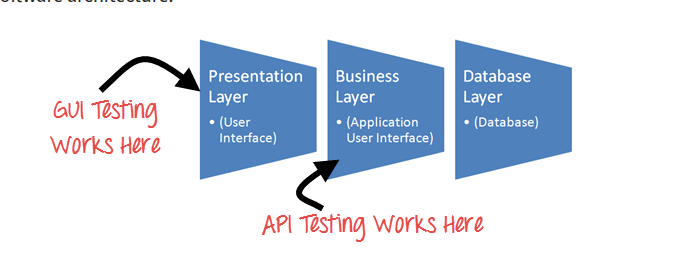 software architecture.
Presentation
Layer
• (User
Interface)
Business
Layer
• (Application
User Interface)
Database
Layer
• (Database)
GUI Testing
Works Here
API Testing Works Here